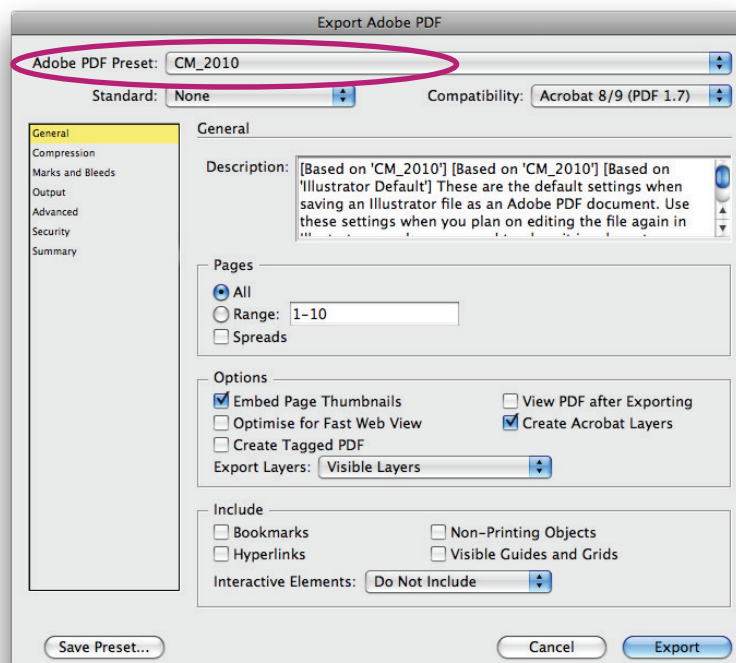 Export Adobe PDF
Adobe PDF Preset: CM_2010
Standard: None Compatibility: Acrobat 8/9 (PDF 1.7)
General
Compression
Marks and Bleeds
Output
Advanced
Security
Summary
General
Description: [Based on 'CM_2010'] [Based on 'CM_2010'] [Based on
'Illustrator Default'] These are the default settings when
saving an Illustrator file as an Adobe PDF document. Use
these settings when you plan on editing the file again in
Pages
All
Range: 1-10
Spreads
Options
Embed Page Thumbnails View PDF after Exporting
Optimise for Fast Web View Create Acrobat Layers
Create Tagged PDF
Export Layers: Visible Layers
Include
Bookmarks Non-Printing Objects
Hyperlinks Visible Guides and Grids
Interactive Elements: Do Not Include
Save Preset... Cancel Export